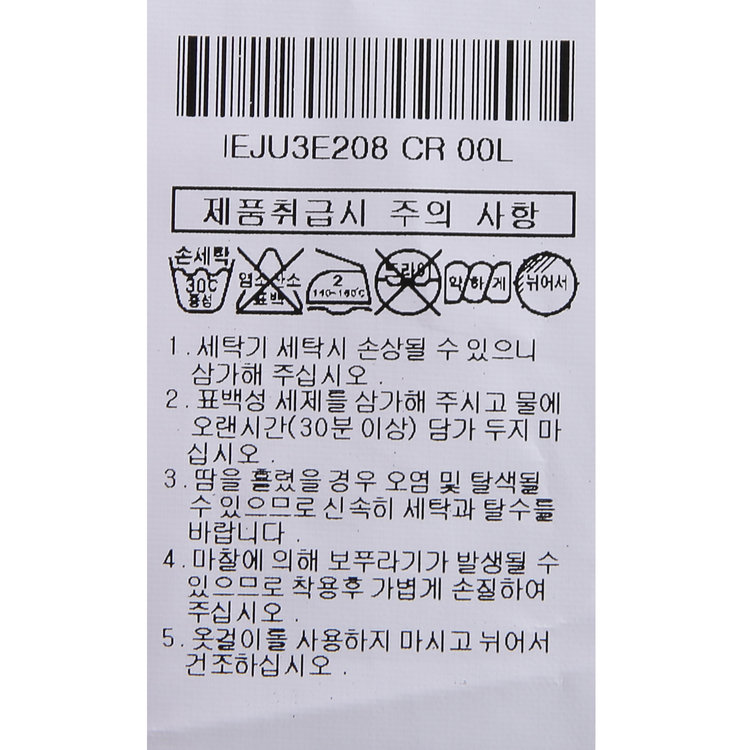 IEJU3E208 CR 00L
제품취급시 주의 사항
손세탁 30℃ 중성
염소산소 표백
2 140-160℃
드라이
약하게
뉘어서
1.세탁기 세탁시 손상될 수 있으니
삼가해 주십시오.
2.표백성 세제를 삼가해 주시고 물에
오랜시간(30분 이상) 담가 두지 마
십시오.
3.땀을 흘렸을 경우 오염 및 탈색될
수 있으므로 신속히 세탁과 탈수를
바랍니다.
4.마찰에 의해 보푸라기가 발생될 수
있으므로 착용후 가볍게 손질하여
주십시오.
5.옷걸이를 사용하지 마시고 뉘어서
건조하십시오.